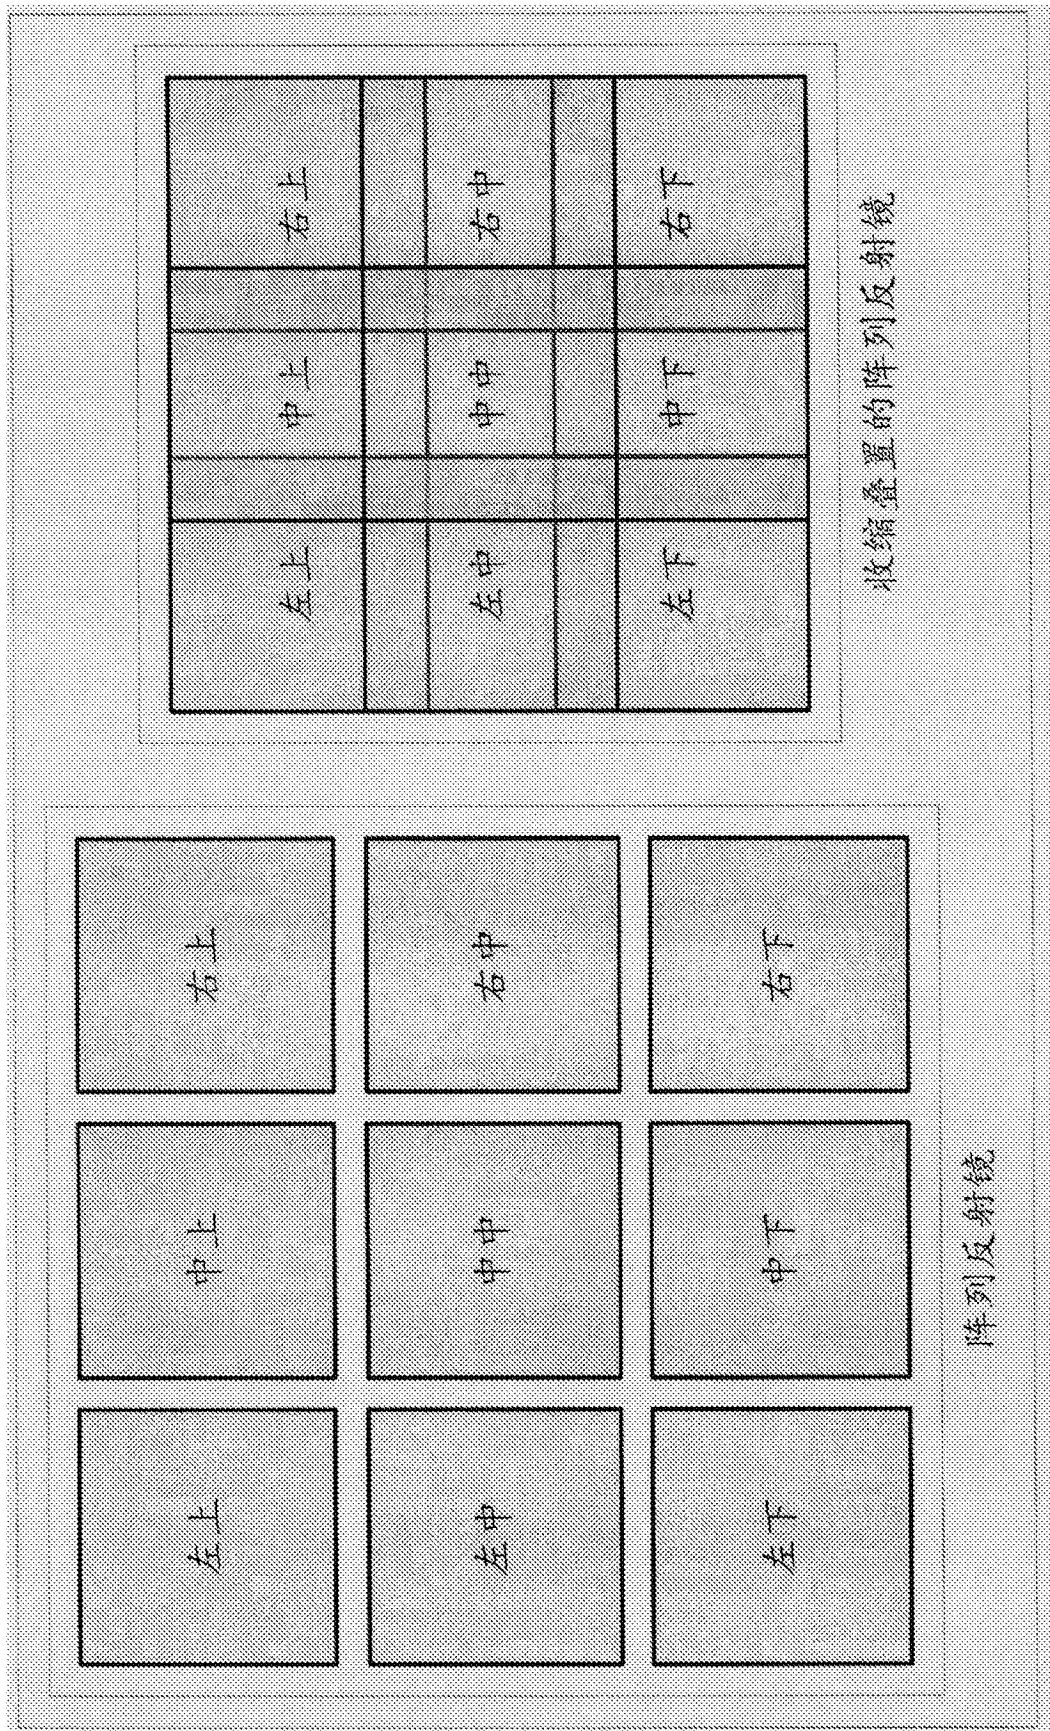 左上
中上
右上
左中
中中
右中
左下
中下
右下
阵列反射镜
左上
中上
右上
左中
中中
右中
左下
中下
右下
收缩叠置的阵列反射镜